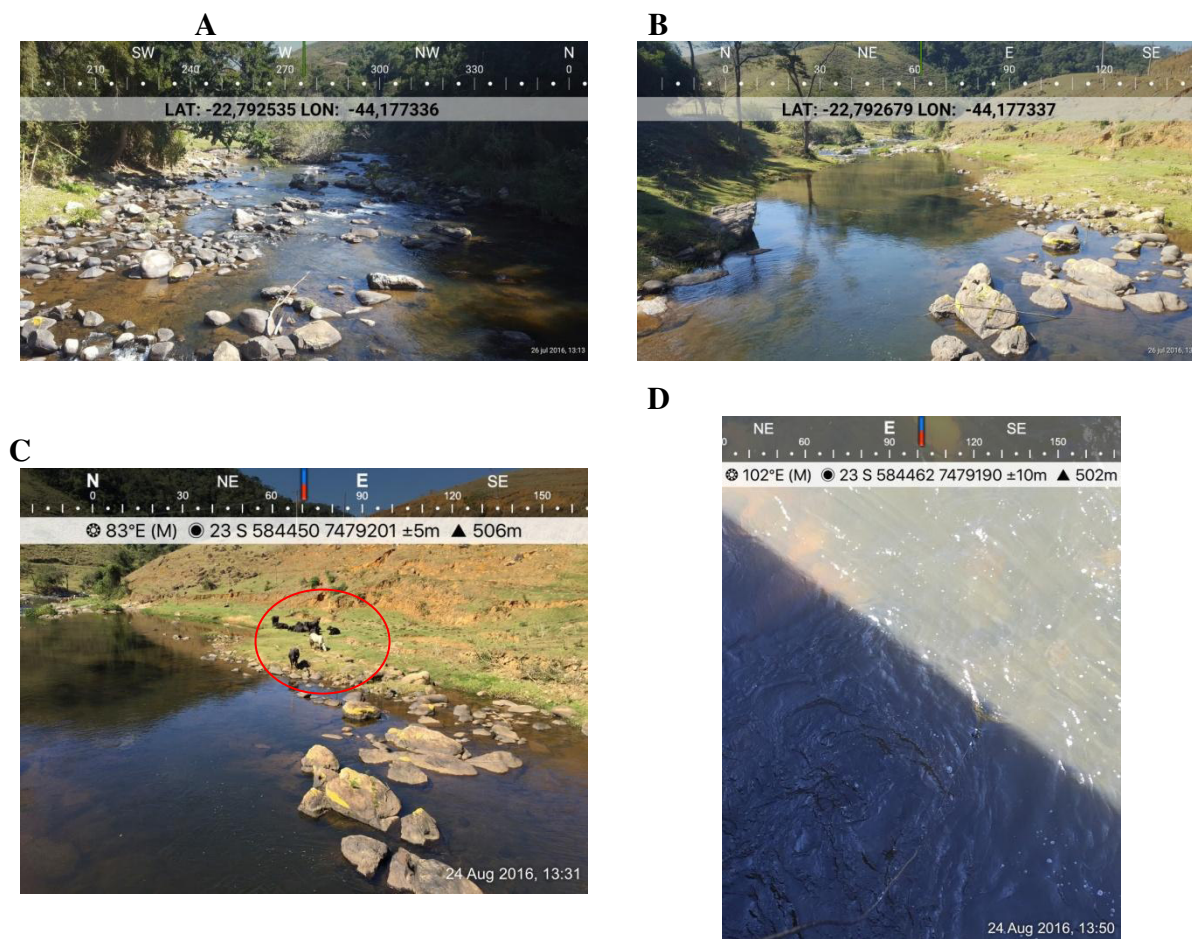 A
SW W NW N
210 240 270 300 330 0
LAT: -22,792535 LON: -44,177336
26 jul 2016, 13:13
B
N NE E SE
0 30 60 90 120
LAT: -22,792679 LON: -44,177337
26 jul 2016,
C
N NE E SE
0 30 60 90 120 150
83°E (M) 23 S 584450 7479201 ±5m ▲ 506m
24 Aug 2016, 13:31
D
NE E SE
60 90 120 150
102°E (M) 23 S 584462 7479190 ±10m ▲ 502m
24 Aug 2016, 13:50